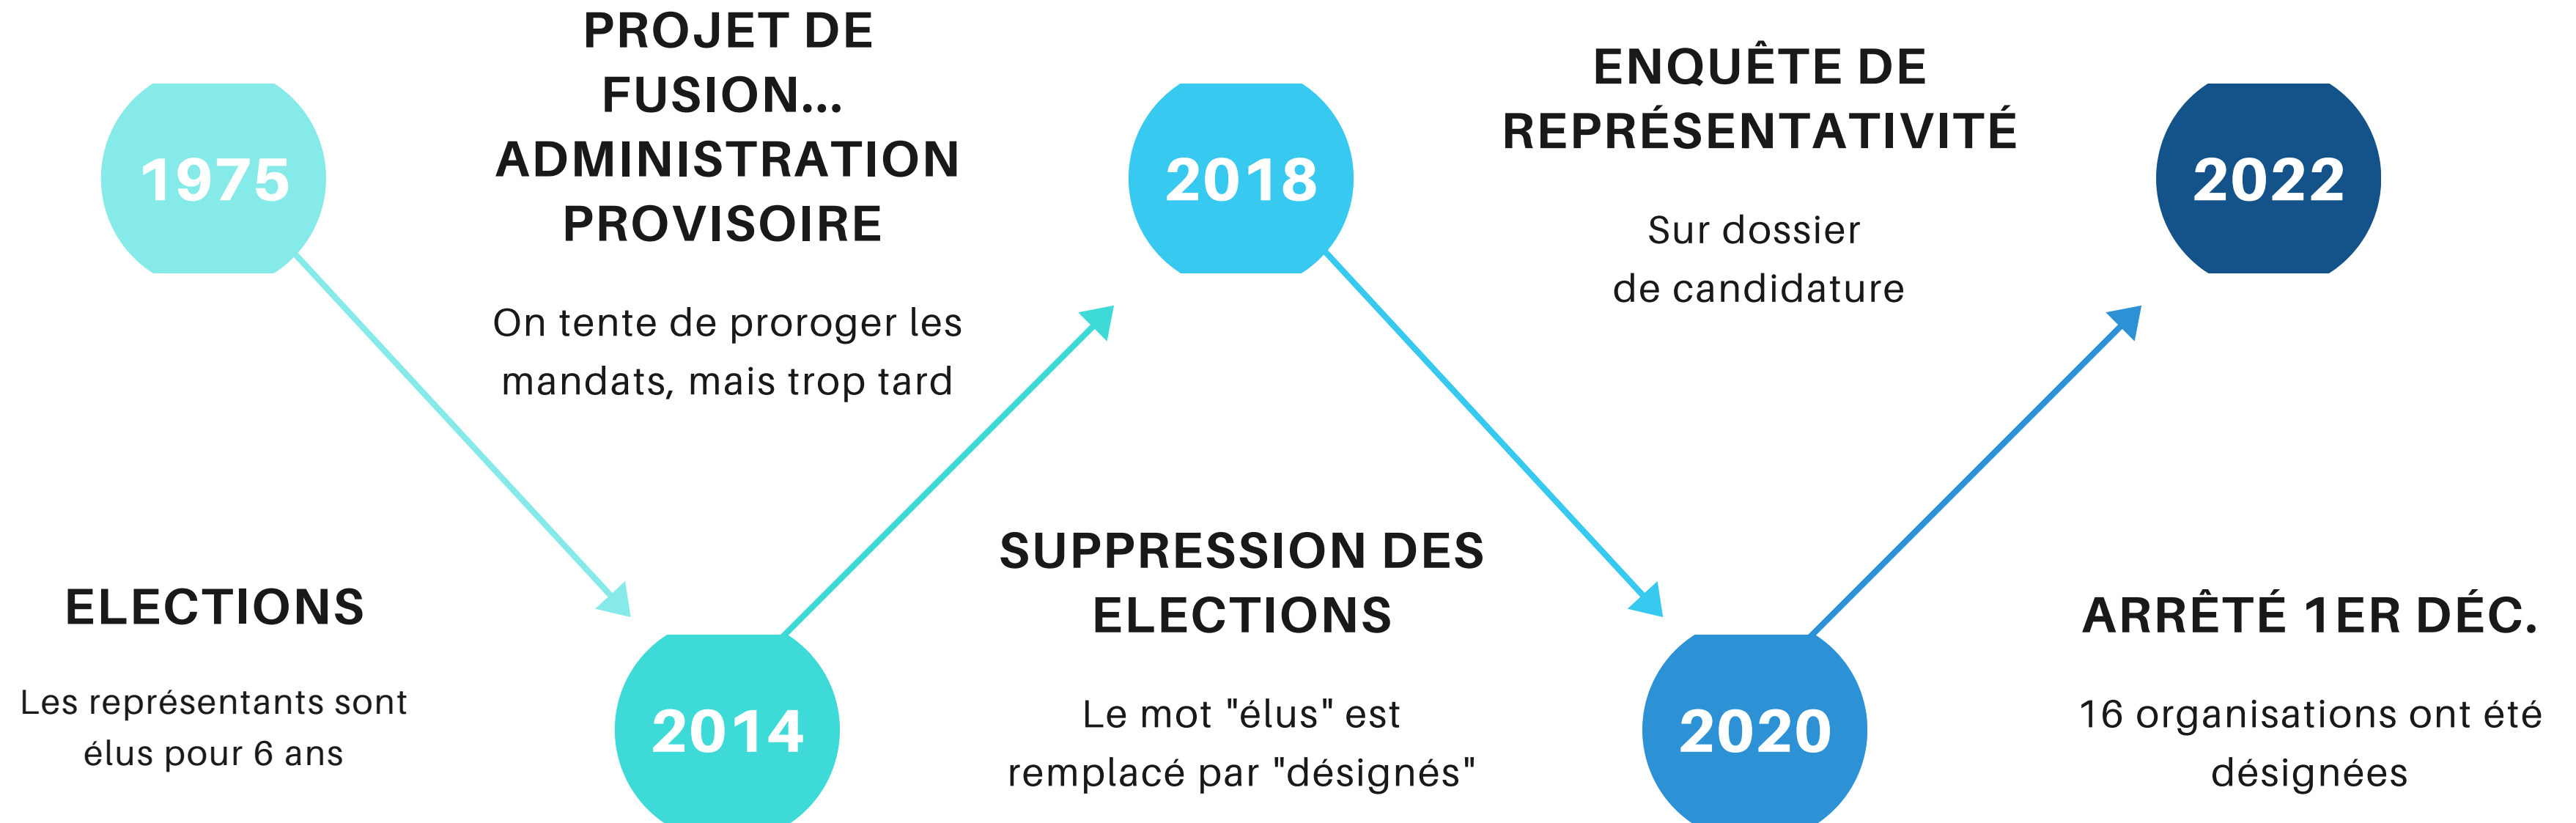 1975
ELECTIONS
Les représentants sont
élus pour 6 ans
PROJET DE
FUSION...
ADMINISTRATION
PROVISOIRE
On tente de proroger les
mandats, mais trop tard
2014
2018
SUPPRESSION DES
ELECTIONS
Le mot "élus" est
remplacé par "désignés"
ENQUÊTE DE
REPRÉSENTATIVITÉ
Sur dossier
de candidature
2020
2022
ARRÊTÉ 1ER DÉC.
16 organisations ont été
désignées